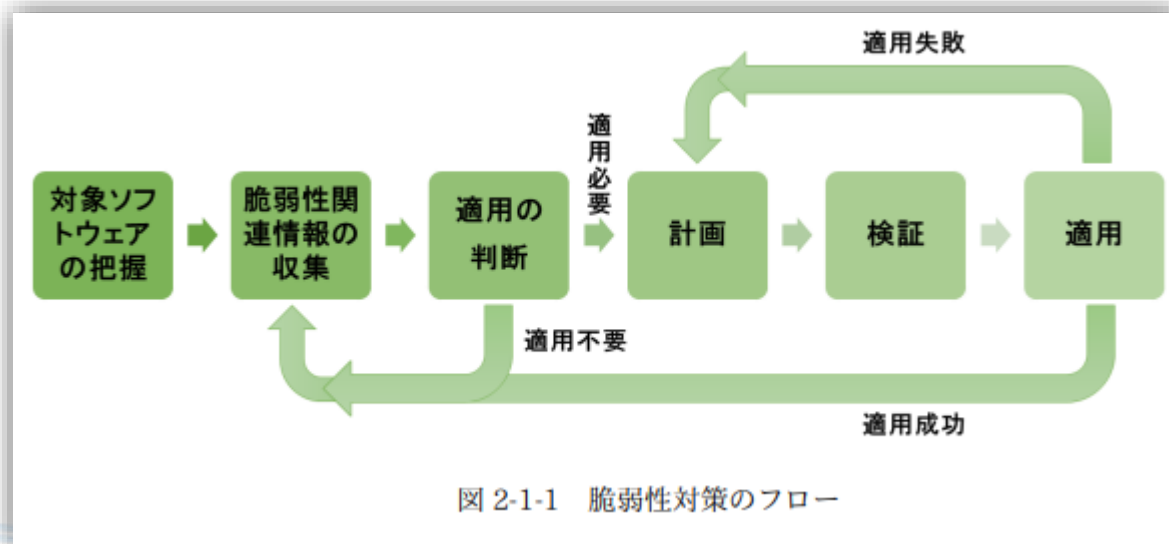 適用失敗
適用必要
対象ソフ
トウェア
の把握
脆弱性関
連情報の
収集
適用の
判断
計画
検証
適用
適用不要
適用成功
図 2-1-1 脆弱性対策のフロー